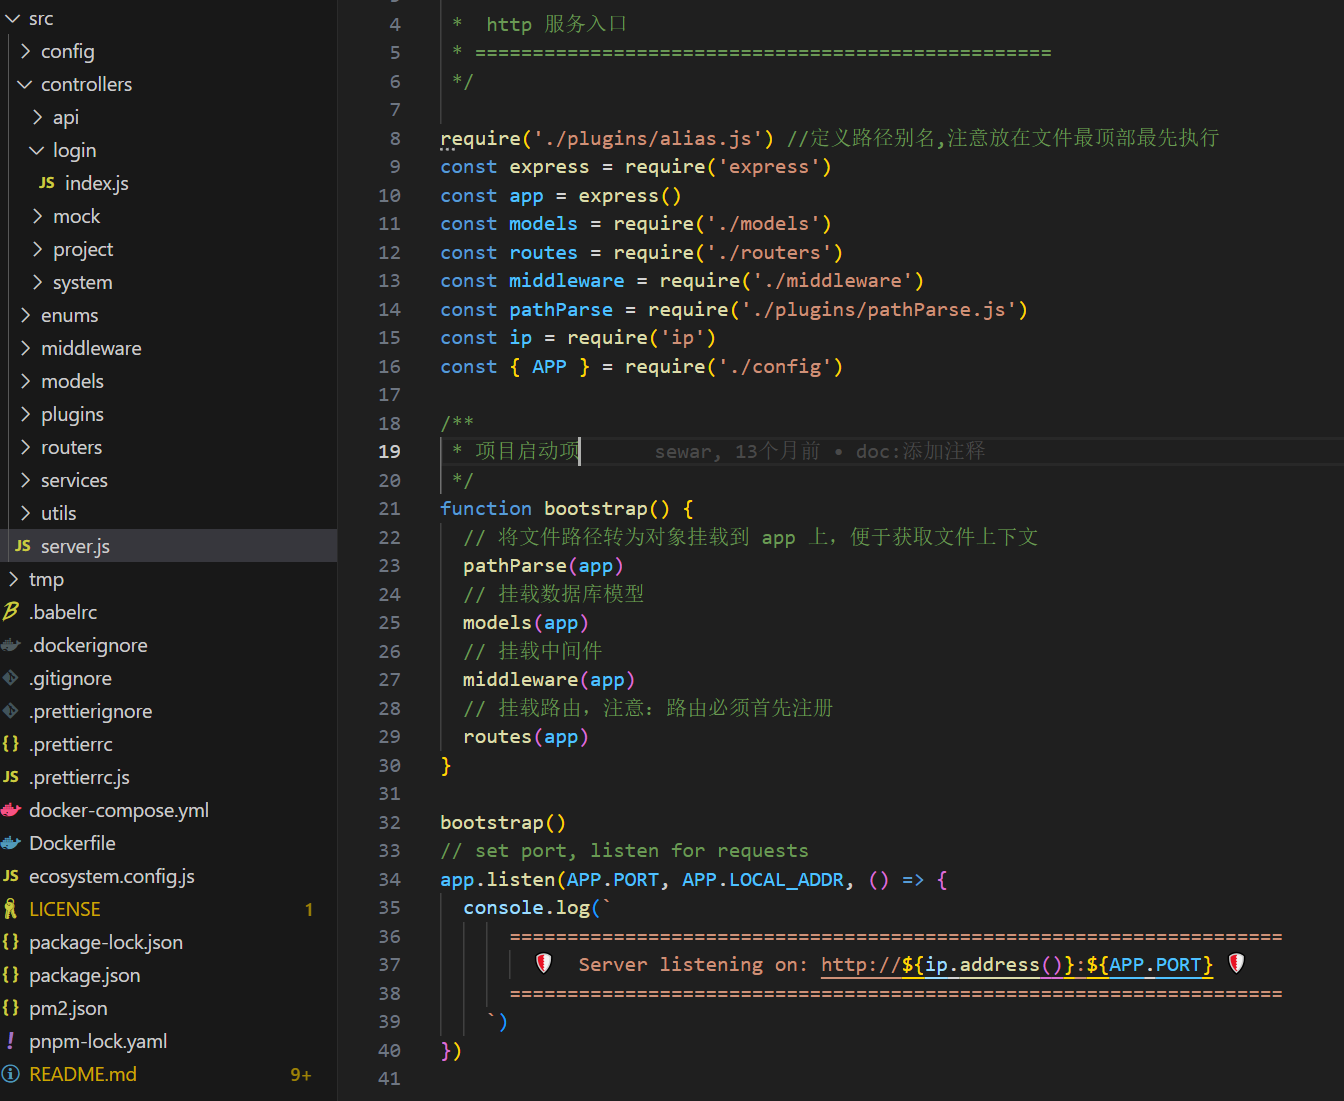 src
config
controllers
api
login
JS index.js
mock
project
system
enums
middleware
models
plugins
routers
services
utils
JS server.js
tmp
.babelrc
.dockerignore
.gitignore
.prettierignore
{} .prettierrc
JS .prettierrc.js
docker-compose.yml
Dockerfile
JS ecosystem.config.js
LICENSE 1
{} package-lock.json
{} package.json
{} pm2.json
! pnpm-lock.yaml
README.md 9+
4 * http 服务入口
5 * ==================================================
6 */
7
8 require('./plugins/alias.js') //定义路径别名,注意放在文件最顶部最先执行
9 const express = require('express')
10 const app = express()
11 const models = require('./models')
12 const routes = require('./routers')
13 const middleware = require('./middleware')
14 const pathParse = require('./plugins/pathParse.js')
15 const ip = require('ip')
16 const { APP } = require('./config')
17
18 /**
19 * 项目启动项 sewar, 13个月前 • doc:添加注释
20 */
21 function bootstrap() {
22 // 将文件路径转为对象挂载到 app 上，便于获取文件上下文
23 pathParse(app)
24 // 挂载数据库模型
25 models(app)
26 // 挂载中间件
27 middleware(app)
28 // 挂载路由，注意：路由必须首先注册
29 routes(app)
30 }
31
32 bootstrap()
33 // set port, listen for requests
34 app.listen(APP.PORT, APP.LOCAL_ADDR, () => {
35 console.log(`
36 ===================================================================
37 Server listening on: http://${ip.address()}:${APP.PORT}
38 ===================================================================
39 `)
40 })
41